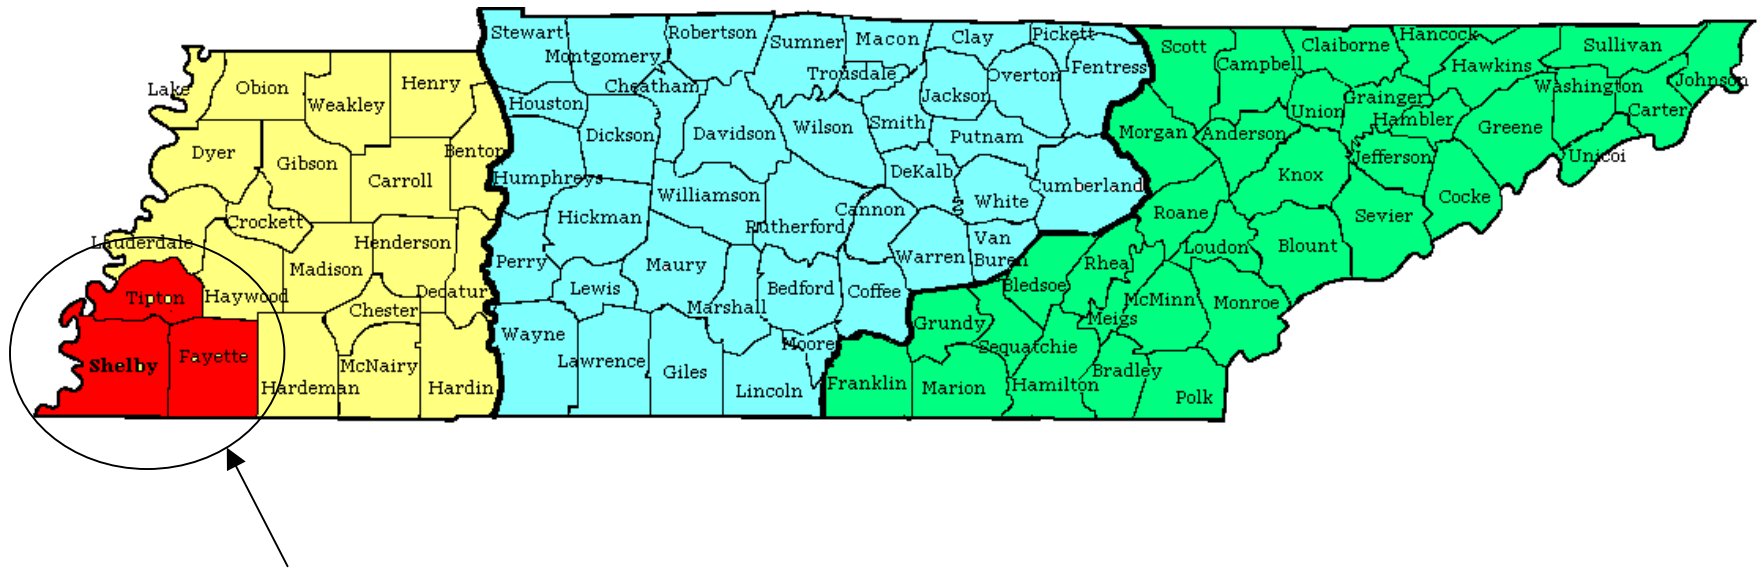 Lake
Obion
Weakley
Henry
Dyer
Gibson
Carroll
Benton
Crockett
Lauderdale
Haywood
Madison
Henderson
Decatur
Chester
Tipton
Shelby
Fayette
Hardeman
McNairy
Hardin
Stewart
Montgomery
Robertson
Sumner
Macon
Clay
Pickett
Trousdale
Overton
Fentress
Houston
Cheatham
Jackson
Dickson
Davidson
Wilson
Smith
Putnam
Humphreys
Williamson
DeKalb
White
Cumberland
Hickman
Rutherford
Cannon
Perry
Maury
Warren
Van
Buren
Lewis
Marshall
Bedford
Coffee
Wayne
Lawrence
Giles
Moore
Lincoln
Scott
Campbell
Claiborne
Hancock
Hawkins
Sullivan
Johnson
Washington
Carter
Union
Grainger
Hambler
Greene
Unicoi
Morgan
Anderson
Knox
Jefferson
Cocke
Roane
Loudon
Blount
Sevier
Rhea
Bledsoe
McMinn
Monroe
Meigs
Grundy
Sequatchie
Franklin
Marion
Hamilton
Bradley
Polk